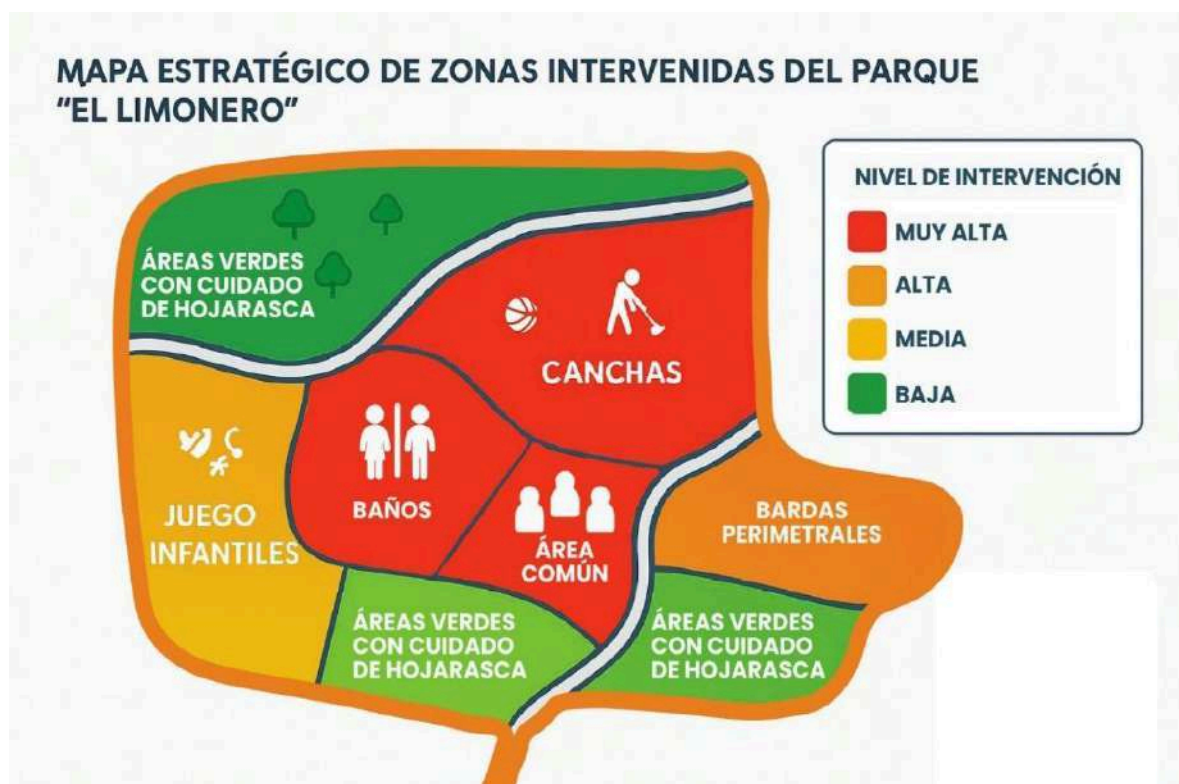 MAPA ESTRATÉGICO DE ZONAS INTERVENIDAS DEL PARQUE
“EL LIMONERO”
NIVEL DE INTERVENCIÓN
MUY ALTA
ALTA
MEDIA
BAJA
ÁREAS VERDES
CON CUIDADO
DE HOJARASCA
CANCHAS
JUEGO
INFANTILES
BAÑOS
ÁREA
COMÚN
BARDAS
PERIMETRALES
ÁREAS VERDES
CON CUIDADO
DE HOJARASCA
ÁREAS VERDES
CON CUIDADO
DE HOJARASCA